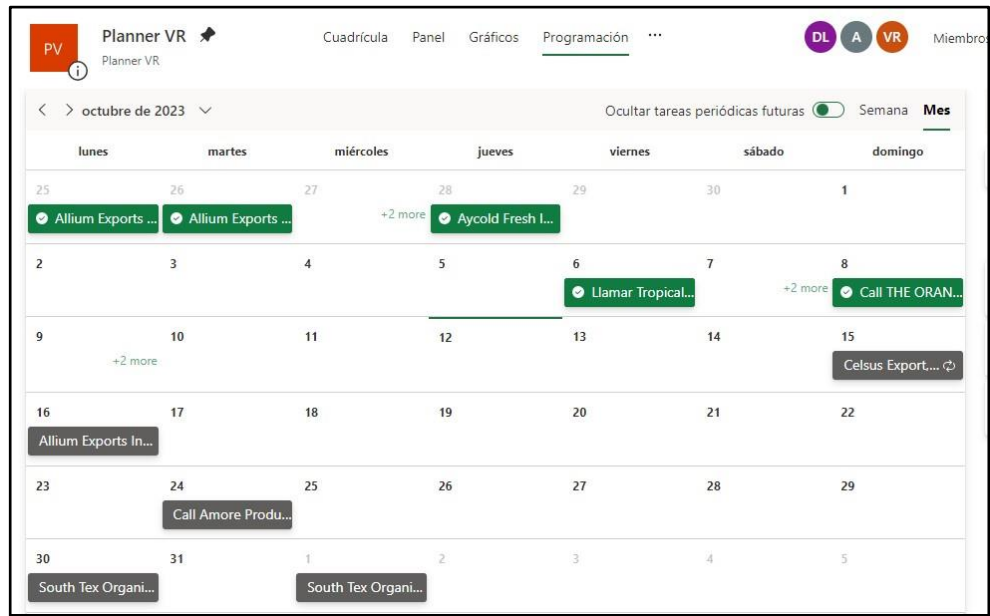 PV Planner VR Cuadrícula Panel Gráficos Programación ... DL A VR Miembros
Planner VR
< > octubre de 2023 Ocultar tareas periódicas futuras Semana Mes
lunes martes miércoles jueves viernes sábado domingo
25 26 27 28 29 30 1
Allium Exports ... Allium Exports ... +2 more Aycold Fresh I...
2 3 4 5 6 7 8
Llamar Tropical... +2 more Call THE ORAN...
9 10 11 12 13 14 15
+2 more Celsus Export,...
16 17 18 19 20 21 22
Allium Exports In...
23 24 25 26 27 28 29
Call Amore Produ...
30 31 1 2 3 4 5
South Tex Organi... South Tex Organi...